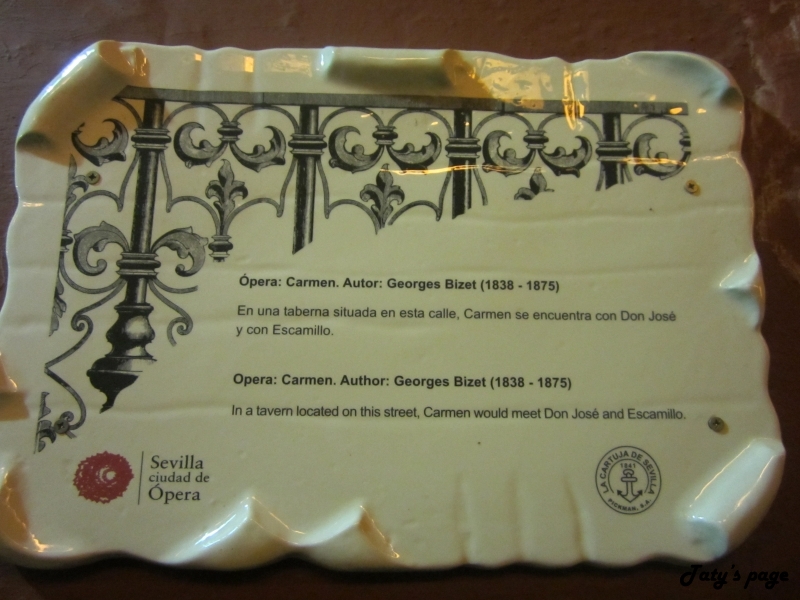 Ópera: Carmen. Autor: Georges Bizet (1838 - 1875)
En una taberna situada en esta calle, Carmen se encuentra con Don José
y con Escamillo.
Opera: Carmen. Author: Georges Bizet (1838 - 1875)
In a tavern located on this street, Carmen would meet Don José and Escamillo.
Sevilla
ciudad de
Ópera
LA CARTUJA DE SEVILLA
1841
PICKMAN, S.A.
Taty's page